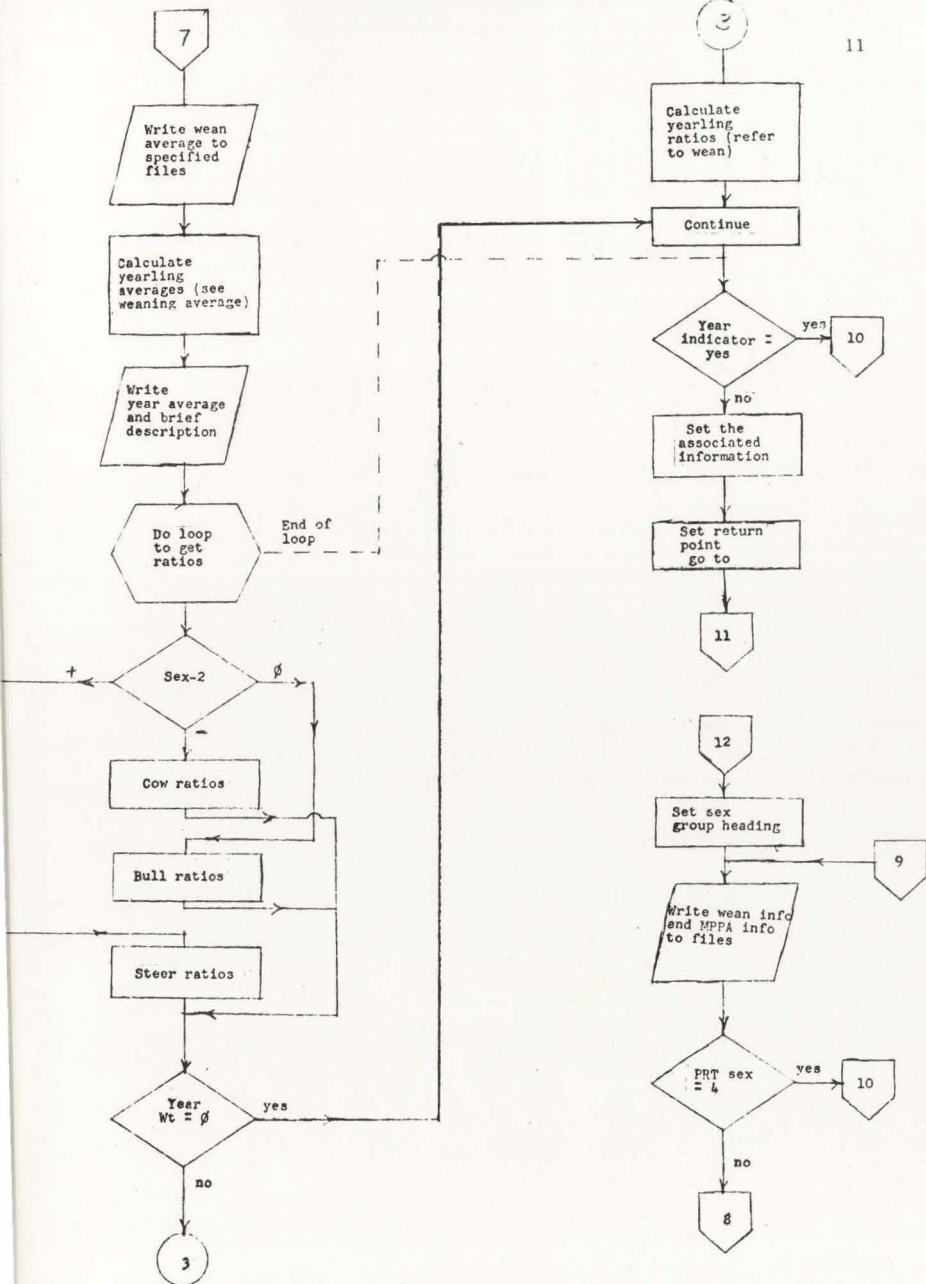 11
7
Write wean
average to
specified
files
Calculate
yearling
averages (see
weaning average)
Write
year average
and brief
description
Do loop
to get
ratios
End of
loop
Sex-2
+
ø
-
Cow ratios
Bull ratios
Steer ratios
Year
Wt = ø
yes
no
3
3
Calculate
yearling
ratios (refer
to wean)
Continue
Year
indicator =
yes
yes
10
no
Set the
associated
information
Set return
point
go to
11
12
Set sex
group heading
9
Write wean info
and MPPA info
to files
PRT sex
= 4
yes
10
no
8